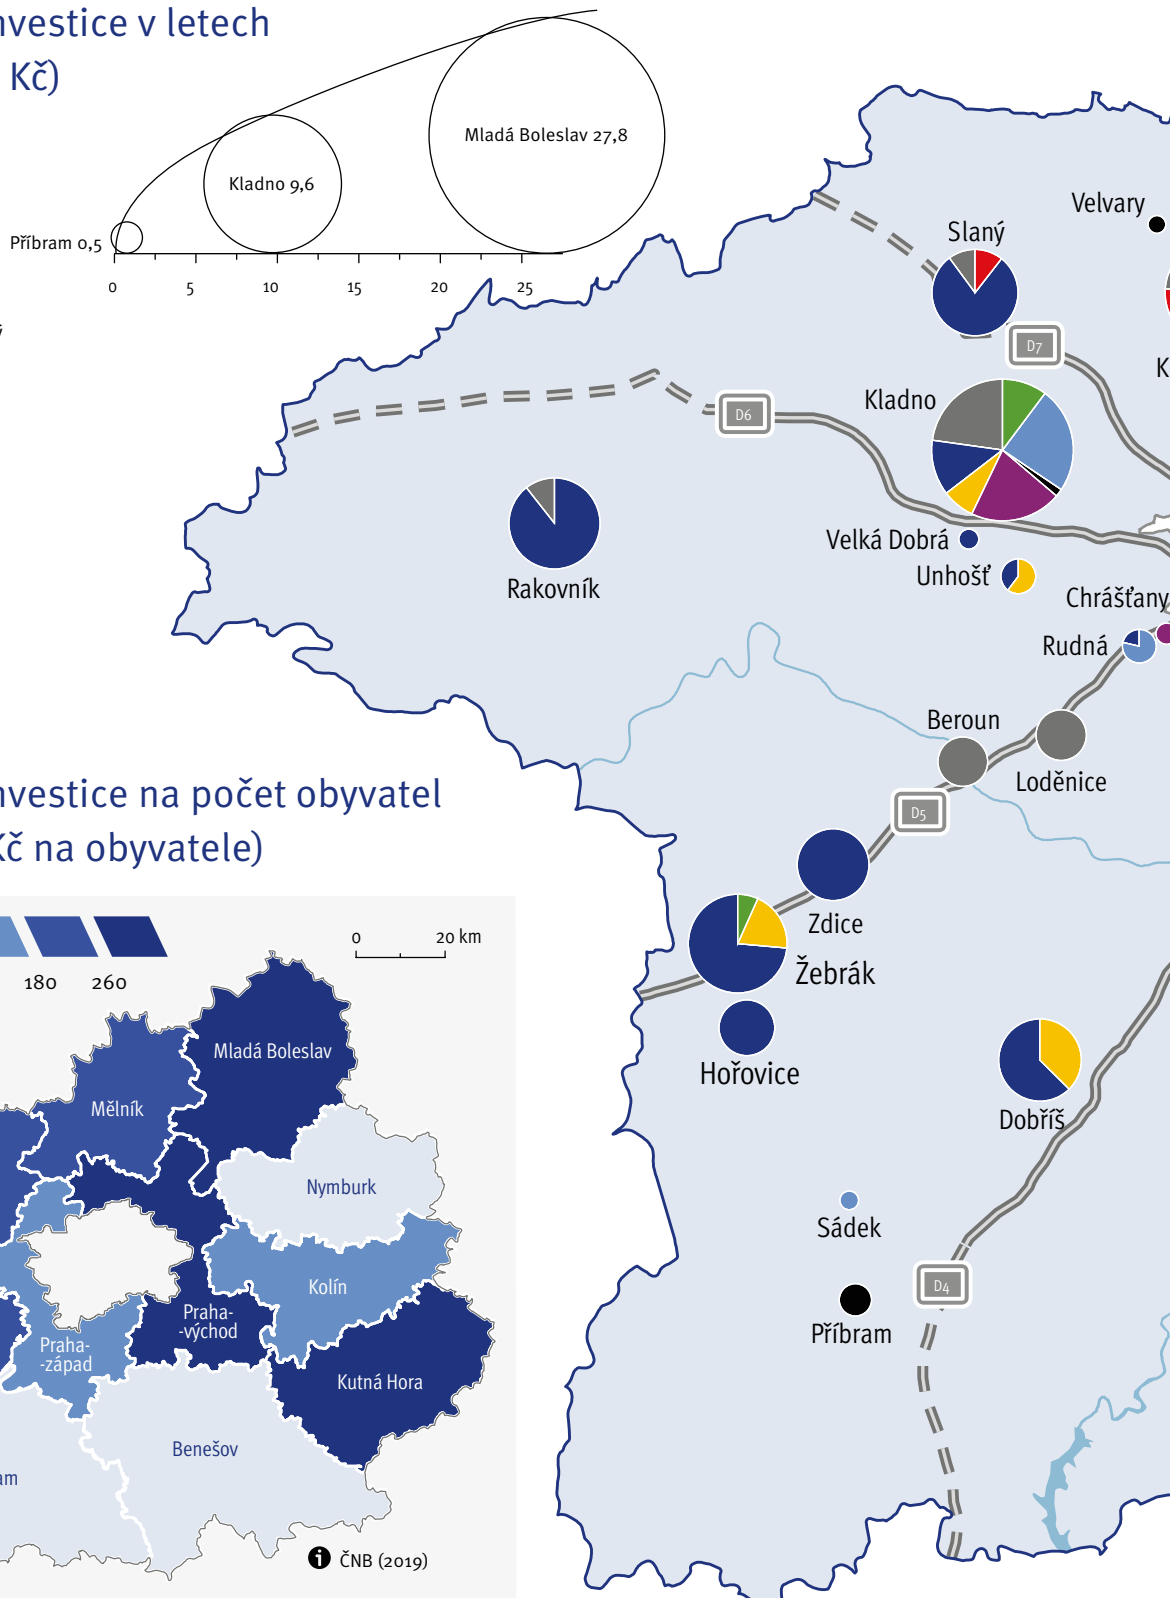 nvestice v letech
Kč)
Mladá Boleslav 27,8
Kladno 9,6
Příbram 0,5
0 5 10 15 20 25
Velvary
Slaný
D7
K
Kladno
D6
Rakovník
Velká Dobrá
Unhošť
Chrášťany
Rudná
Beroun
Loděnice
D5
Zdice
Žebrák
Hořovice
Dobříš
Sádek
D4
Příbram
nvestice na počet obyvatel
Kč na obyvatele)
180 260
0 20 km
Mladá Boleslav
Mělník
Nymburk
Kolín
Praha-
-východ
Praha-
-západ
Kutná Hora
Benešov
am
i ČNB (2019)